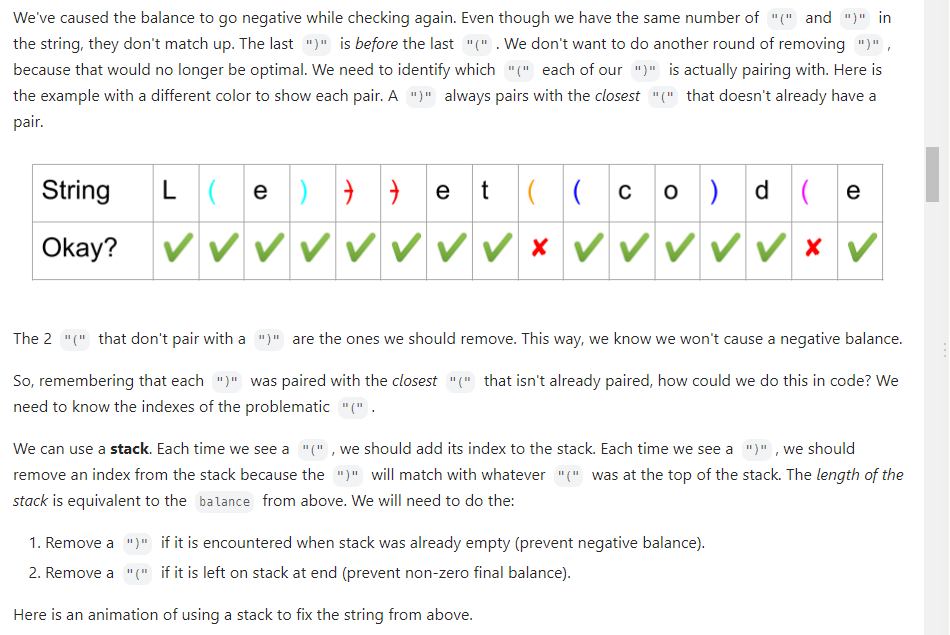 We've caused the balance to go negative while checking again. Even though we have the same number of "(" and ")" in
the string, they don't match up. The last ")" is before the last "(" . We don't want to do another round of removing ")" ,
because that would no longer be optimal. We need to identify which "(" each of our ")" is actually pairing with. Here is
the example with a different color to show each pair. A ")" always pairs with the closest "(" that doesn't already have a
pair.
String L ( e ) ) ) e t ( ( c o ) d ( e
Okay? ✔ ✔ ✔ ✔ ✔ ✔ ✔ ✔ ✘ ✔ ✔ ✔ ✔ ✔ ✘ ✔
The 2 "(" that don't pair with a ")" are the ones we should remove. This way, we know we won't cause a negative balance.
So, remembering that each ")" was paired with the closest "(" that isn't already paired, how could we do this in code? We
need to know the indexes of the problematic "(" .
We can use a stack. Each time we see a "(" , we should add its index to the stack. Each time we see a ")" , we should
remove an index from the stack because the ")" will match with whatever "(" was at the top of the stack. The length of the
stack is equivalent to the balance from above. We will need to do the:
1. Remove a ")" if it is encountered when stack was already empty (prevent negative balance).
2. Remove a "(" if it is left on stack at end (prevent non-zero final balance).
Here is an animation of using a stack to fix the string from above.